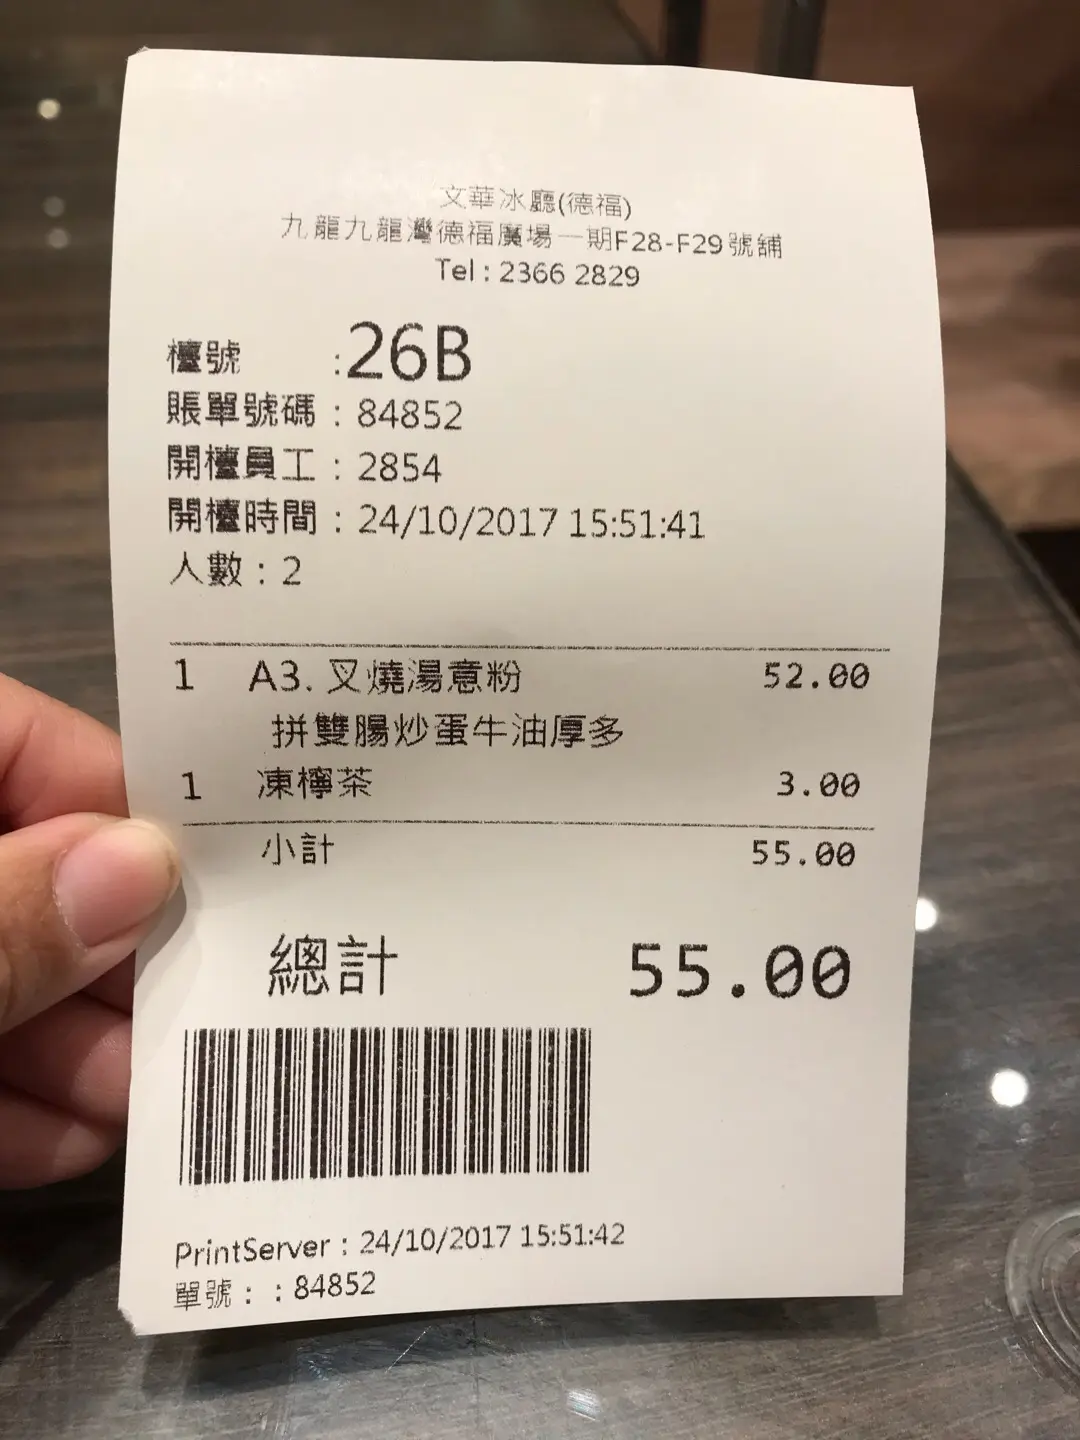 文華冰廳(德福)
九龍九龍灣德福廣場一期F28-F29號舖
Tel : 2366 2829
檯號 :26B
賬單號碼 : 84852
開檯員工 : 2854
開檯時間 : 24/10/2017 15:51:41
人數 : 2
1 A3. 叉燒湯意粉 52.00
拼雙腸炒蛋牛油厚多
1 凍檸茶 3.00
小計 55.00
總計 55.00
PrintServer : 24/10/2017 15:51:42
單號 : : 84852